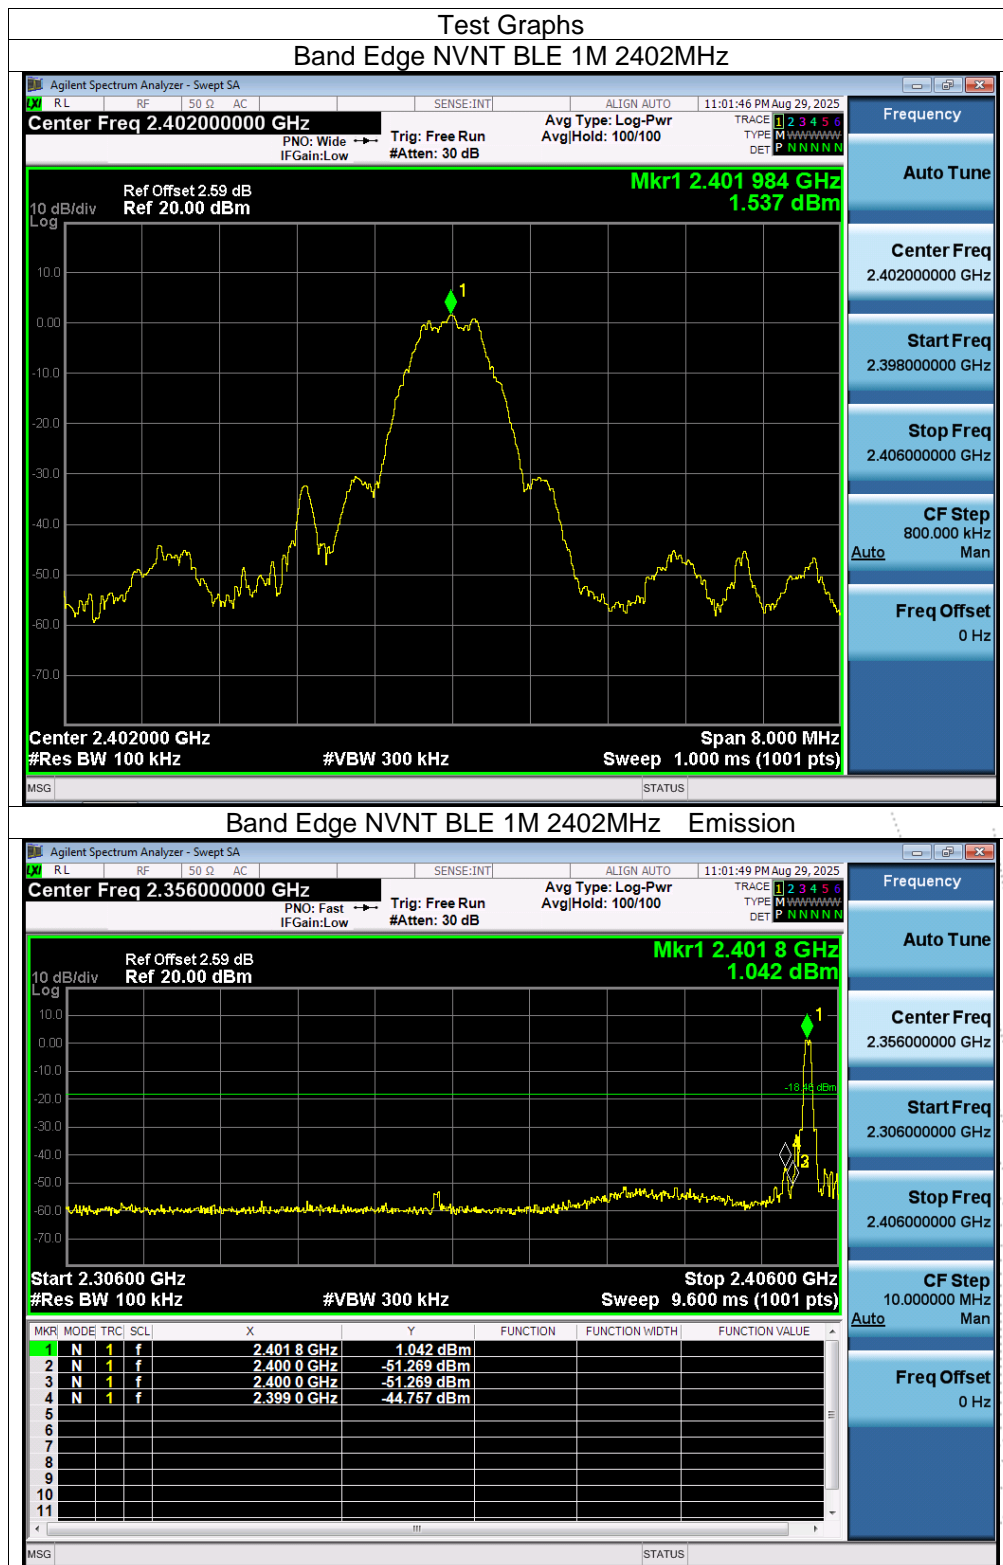 Test Graphs
Band Edge NVNT BLE 1M 2402MHz
Agilent Spectrum Analyzer - Swept SA
LXI RL RF 50 Ω AC SENSE:INT ALIGN AUTO 11:01:46 PM Aug 29, 2025
Center Freq 2.402000000 GHz
PNO: Wide
IFGain:Low
Trig: Free Run
#Atten: 30 dB
Avg Type: Log-Pwr
Avg|Hold: 100/100
TRACE 1 2 3 4 5 6
TYPE M WWWWW
DET P N N N N N
Ref Offset 2.59 dB
10 dB/div Ref 20.00 dBm
Log
Mkr1 2.401 984 GHz
1.537 dBm
1
10.0
0.00
-10.0
-20.0
-30.0
-40.0
-50.0
-60.0
-70.0
Center 2.402000 GHz Span 8.000 MHz
#Res BW 100 kHz #VBW 300 kHz Sweep 1.000 ms (1001 pts)
MSG STATUS
Frequency
Auto Tune
Center Freq
2.402000000 GHz
Start Freq
2.398000000 GHz
Stop Freq
2.406000000 GHz
CF Step
800.000 kHz
Auto Man
Freq Offset
0 Hz
Band Edge NVNT BLE 1M 2402MHz Emission
Agilent Spectrum Analyzer - Swept SA
LXI RL RF 50 Ω AC SENSE:INT ALIGN AUTO 11:01:49 PM Aug 29, 2025
Center Freq 2.356000000 GHz
PNO: Fast
IFGain:Low
Trig: Free Run
#Atten: 30 dB
Avg Type: Log-Pwr
Avg|Hold: 100/100
TRACE 1 2 3 4 5 6
TYPE M WWWWW
DET P N N N N N
Ref Offset 2.59 dB
10 dB/div Ref 20.00 dBm
Log
Mkr1 2.401 8 GHz
1.042 dBm
1
10.0
0.00
-10.0
-20.0
-18.46 dBm
-30.0
-40.0
4
-50.0
-60.0
-70.0
Start 2.30600 GHz Stop 2.40600 GHz
#Res BW 100 kHz #VBW 300 kHz Sweep 9.600 ms (1001 pts)
MKR MODE TRC SCL X Y FUNCTION FUNCTION WIDTH FUNCTION VALUE
1 N 1 f 2.401 8 GHz 1.042 dBm
2 N 1 f 2.400 0 GHz -51.269 dBm
3 N 1 f 2.400 0 GHz -51.269 dBm
4 N 1 f 2.399 0 GHz -44.757 dBm
5
6
7
8
9
10
11
MSG STATUS
Frequency
Auto Tune
Center Freq
2.356000000 GHz
Start Freq
2.306000000 GHz
Stop Freq
2.406000000 GHz
CF Step
10.000000 MHz
Auto Man
Freq Offset
0 Hz